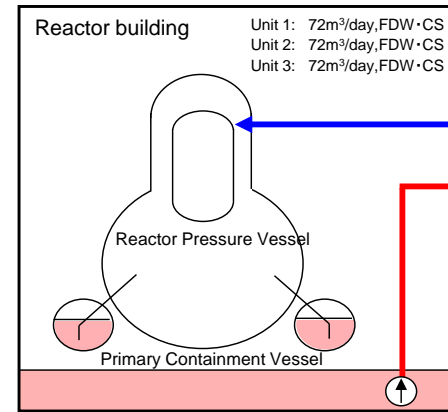 Reactor building
Unit 1: 72m³/day,FDW・CS
Unit 2: 72m³/day,FDW・CS
Unit 3: 72m³/day,FDW・CS
Reactor Pressure Vessel
Primary Containment Vessel